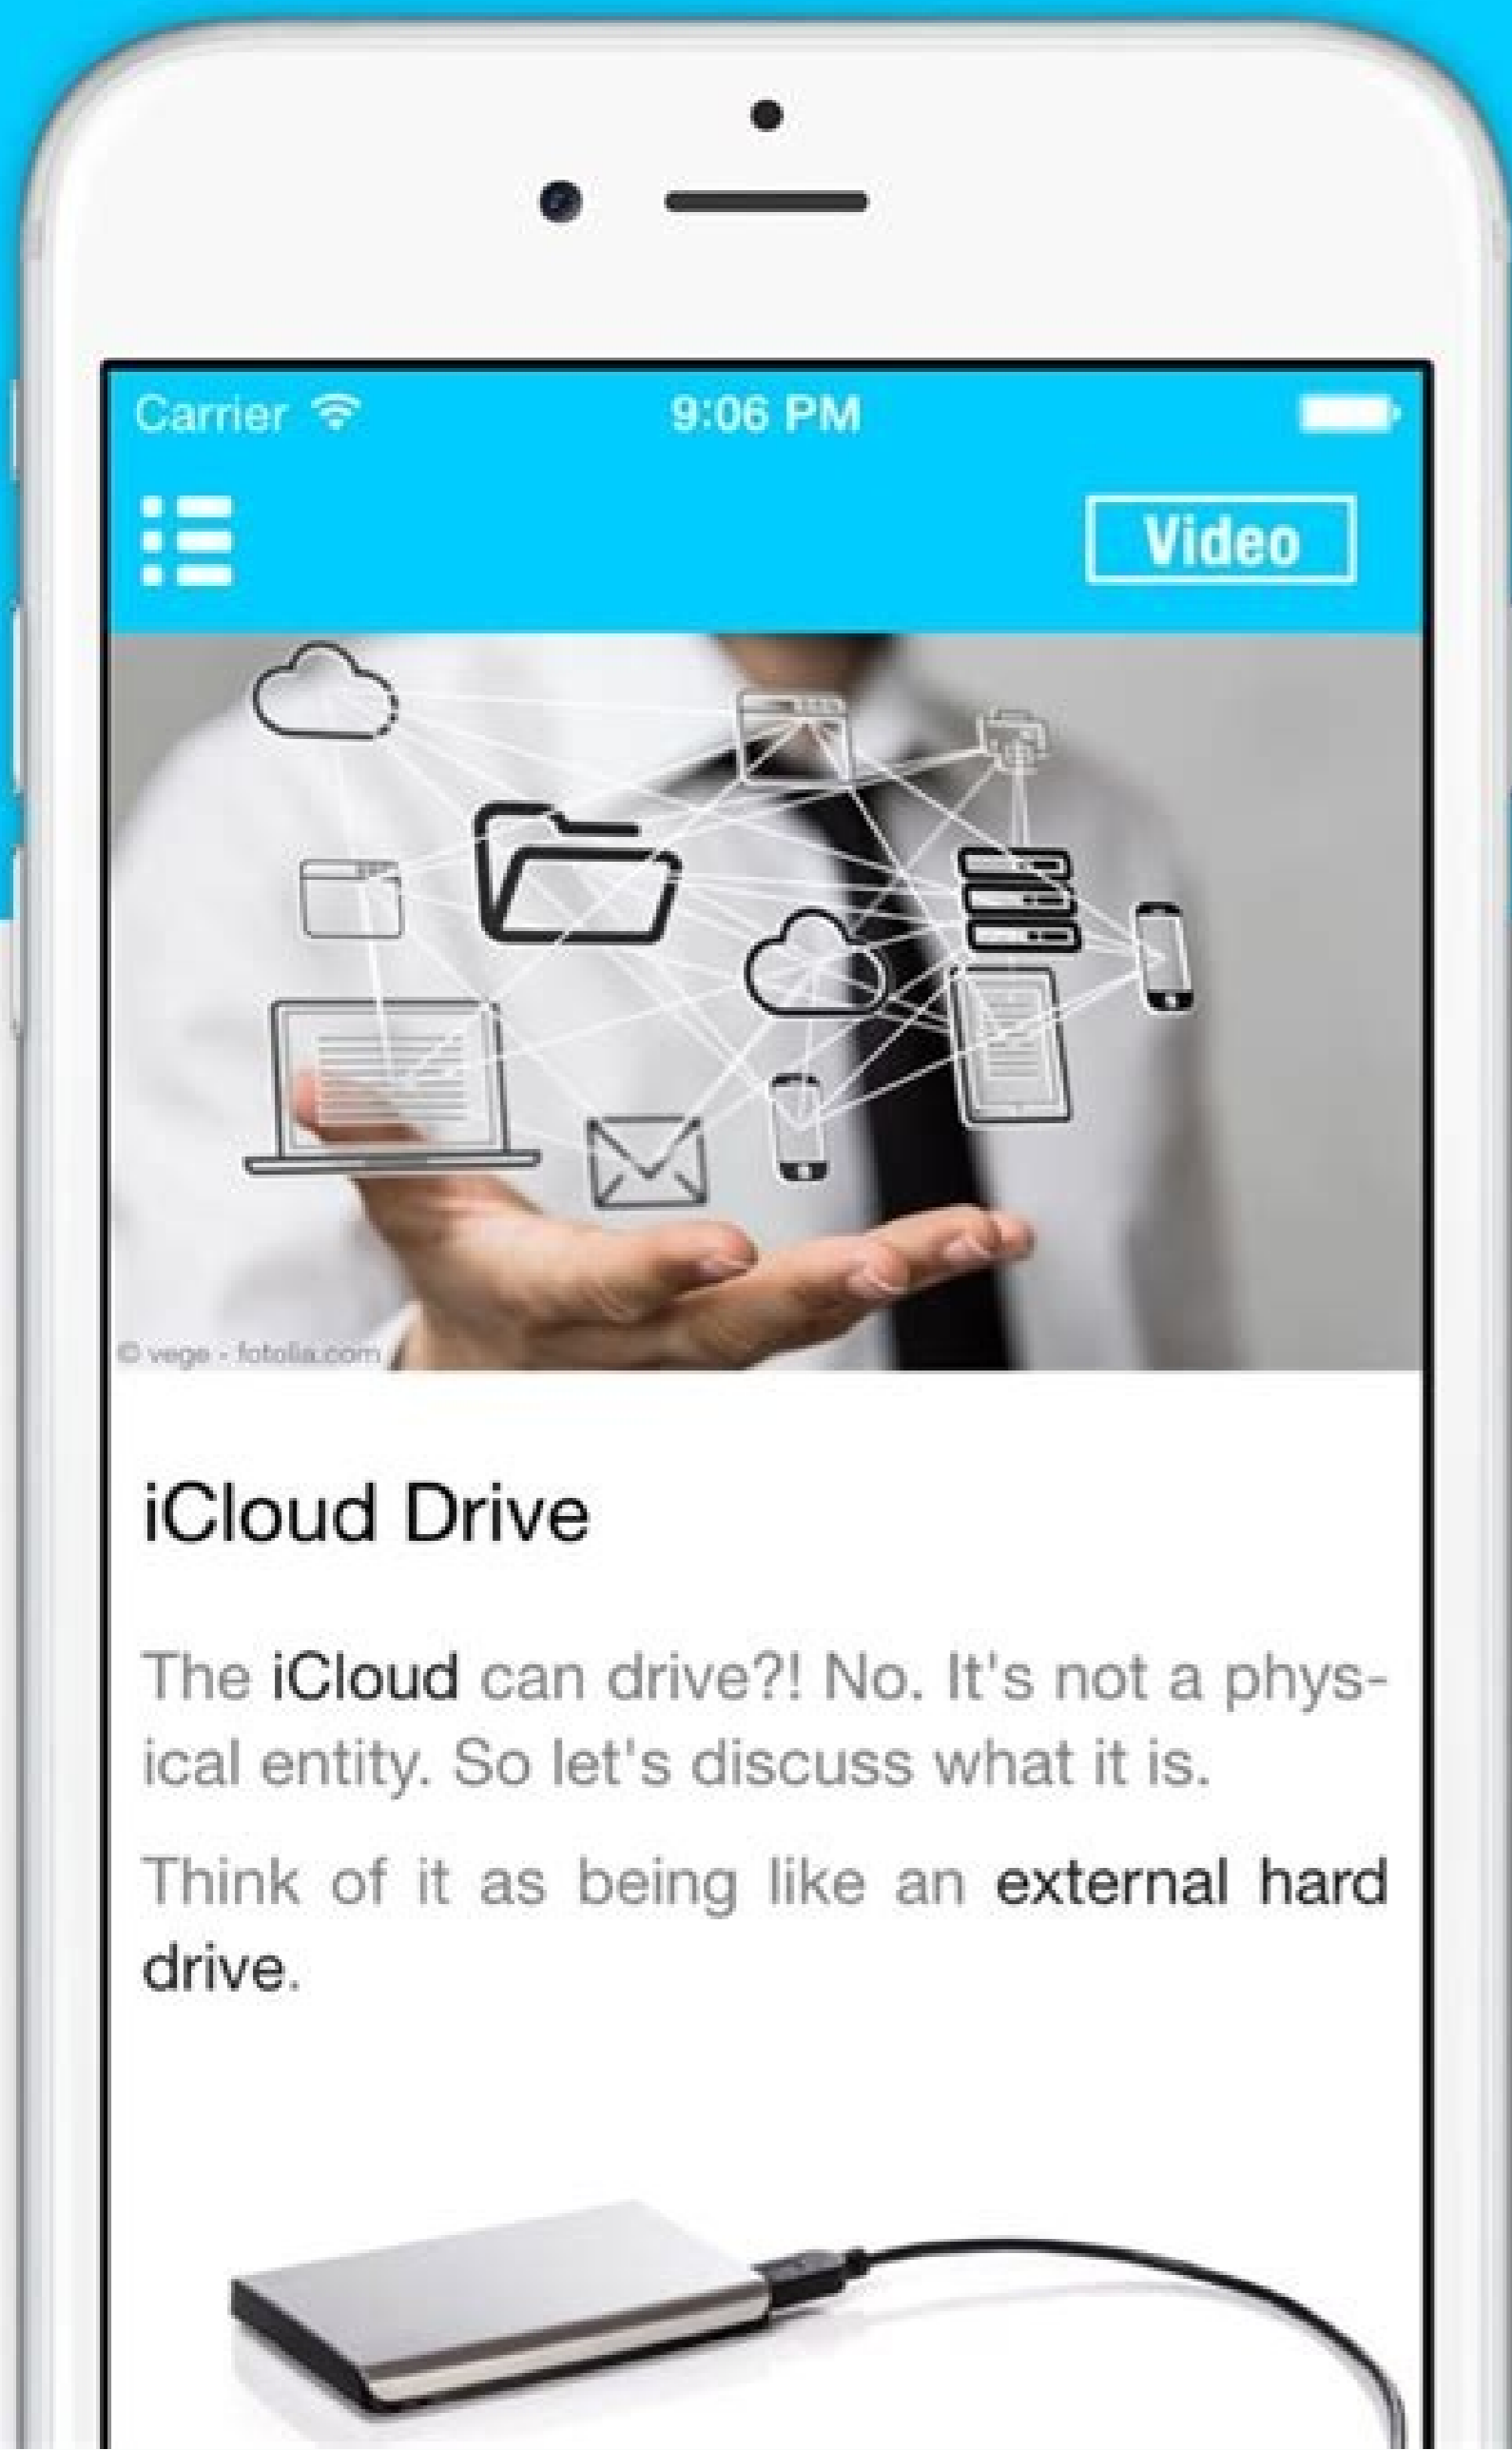 Carrier 9:06 PM
Video
© vege - fotolia.com
iCloud Drive
The iCloud can drive?! No. It's not a phys-
ical entity. So let's discuss what it is.
Think of it as being like an external hard
drive.